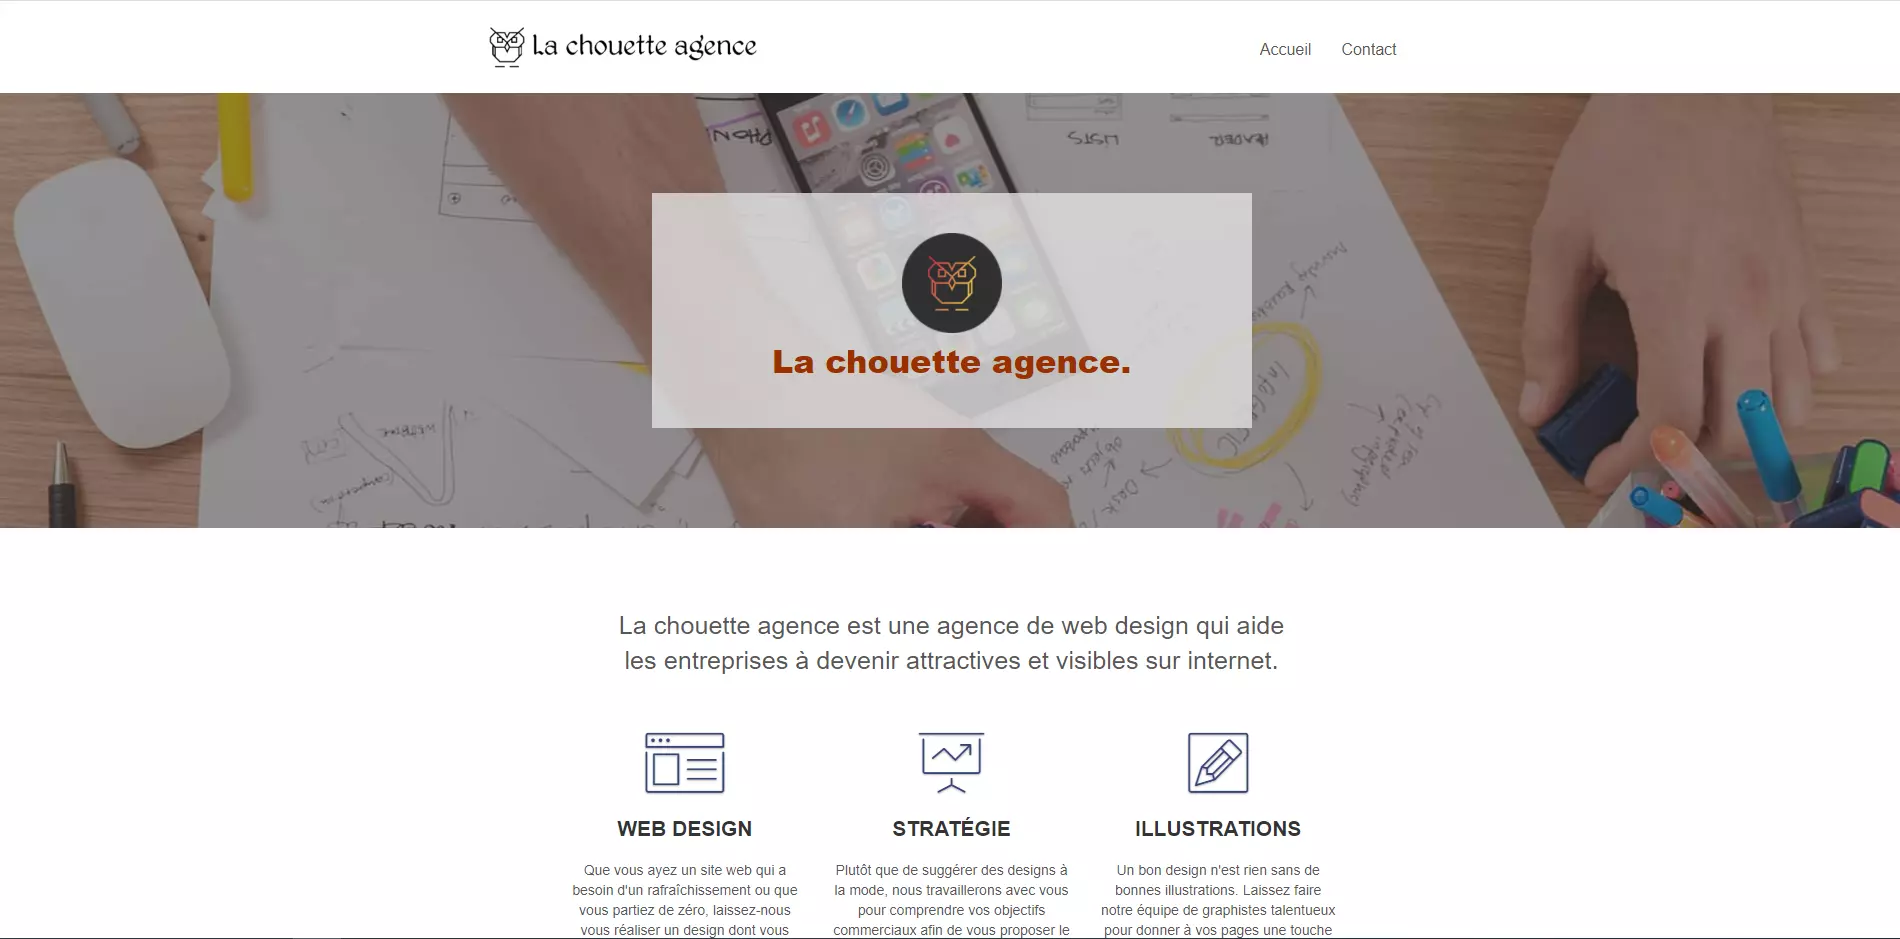 La chouette agence
Accueil
Contact
PHON
LISTS
HEADER
La chouette agence.
La chouette agence est une agence de web design qui aide
les entreprises à devenir attractives et visibles sur internet.
WEB DESIGN
Que vous ayez un site web qui a
besoin d'un rafraîchissement ou que
vous partiez de zéro, laissez-nous
vous réaliser un design dont vous
STRATÉGIE
Plutôt que de suggérer des designs à
la mode, nous travaillerons avec vous
pour comprendre vos objectifs
commerciaux afin de vous proposer le
ILLUSTRATIONS
Un bon design n'est rien sans de
bonnes illustrations. Laissez faire
notre équipe de graphistes talentueux
pour donner à vos pages une touche